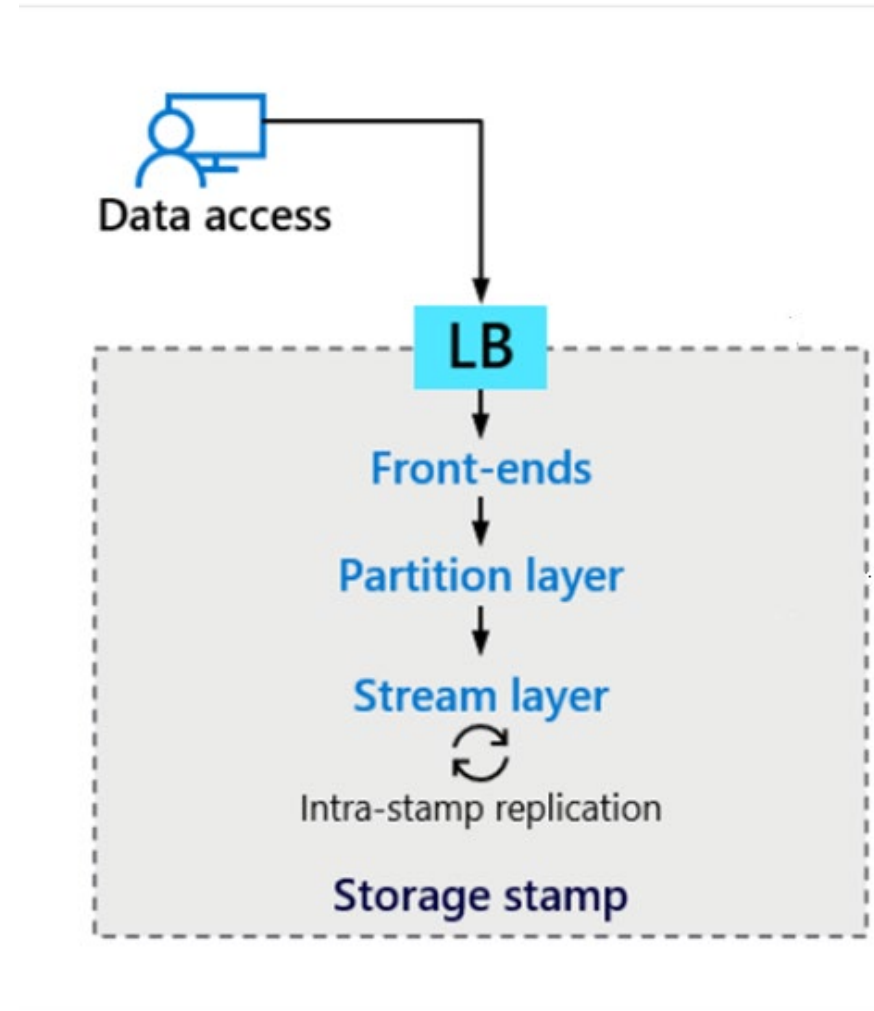 Data access
LB
Front-ends
Partition layer
Stream layer
Intra-stamp replication
Storage stamp